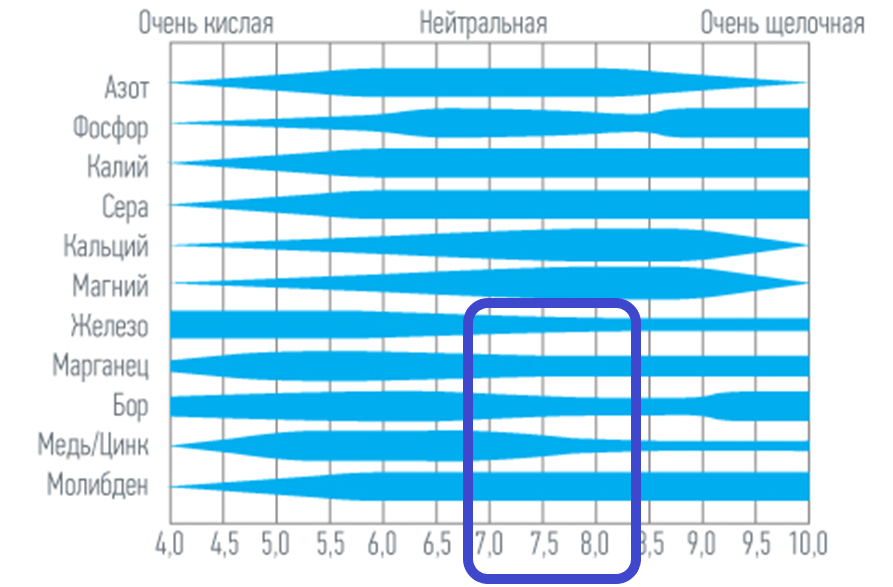 Очень кислая Нейтральная Очень щелочная
Азот
Фосфор
Калий
Сера
Кальций
Магний
Железо
Марганец
Бор
Медь/Цинк
Молибден
4,0 4,5 5,0 5,5 6,0 6,5 7,0 7,5 8,0 8,5 9,0 9,5 10,0